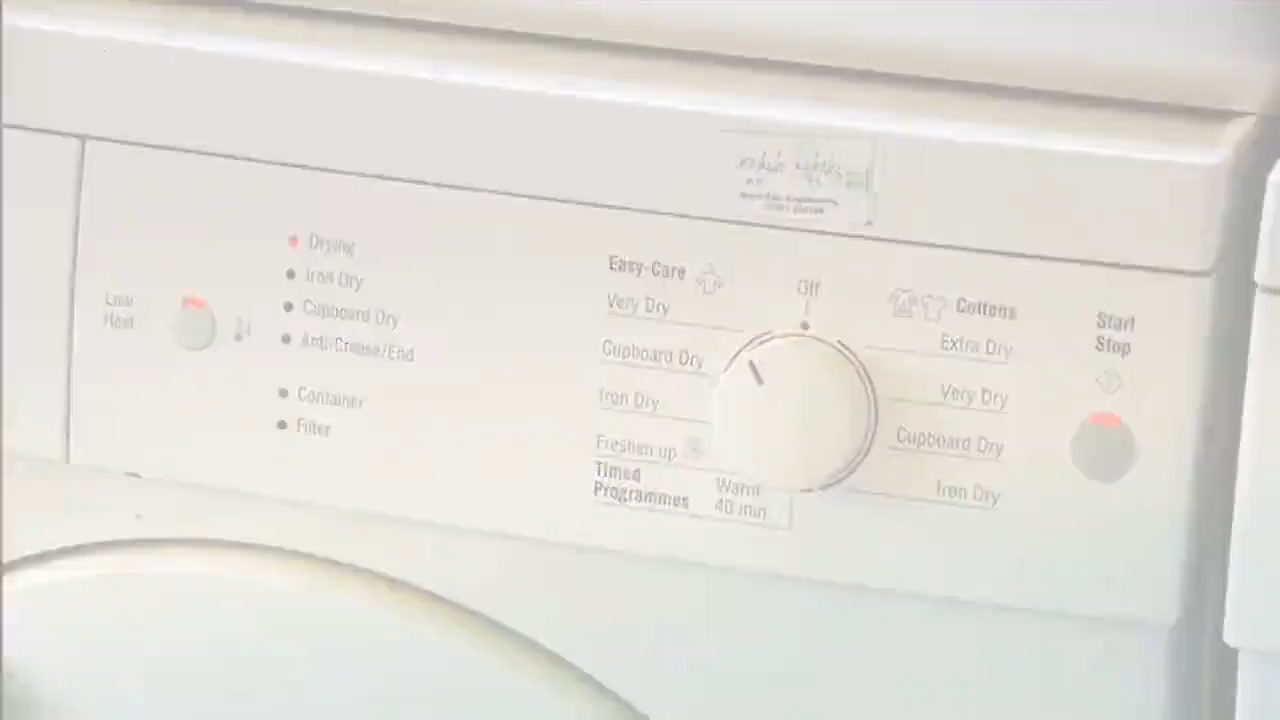 Low
Heat
Drying
Iron Dry
Cupboard Dry
Anti-Crease/End
Container
Filter
Easy-Care
Very Dry
Cupboard Dry
Iron Dry
Freshen up
Timed
Programmes
Warm
40 min
Off
Cottons
Extra Dry
Very Dry
Cupboard Dry
Iron Dry
Start
Stop